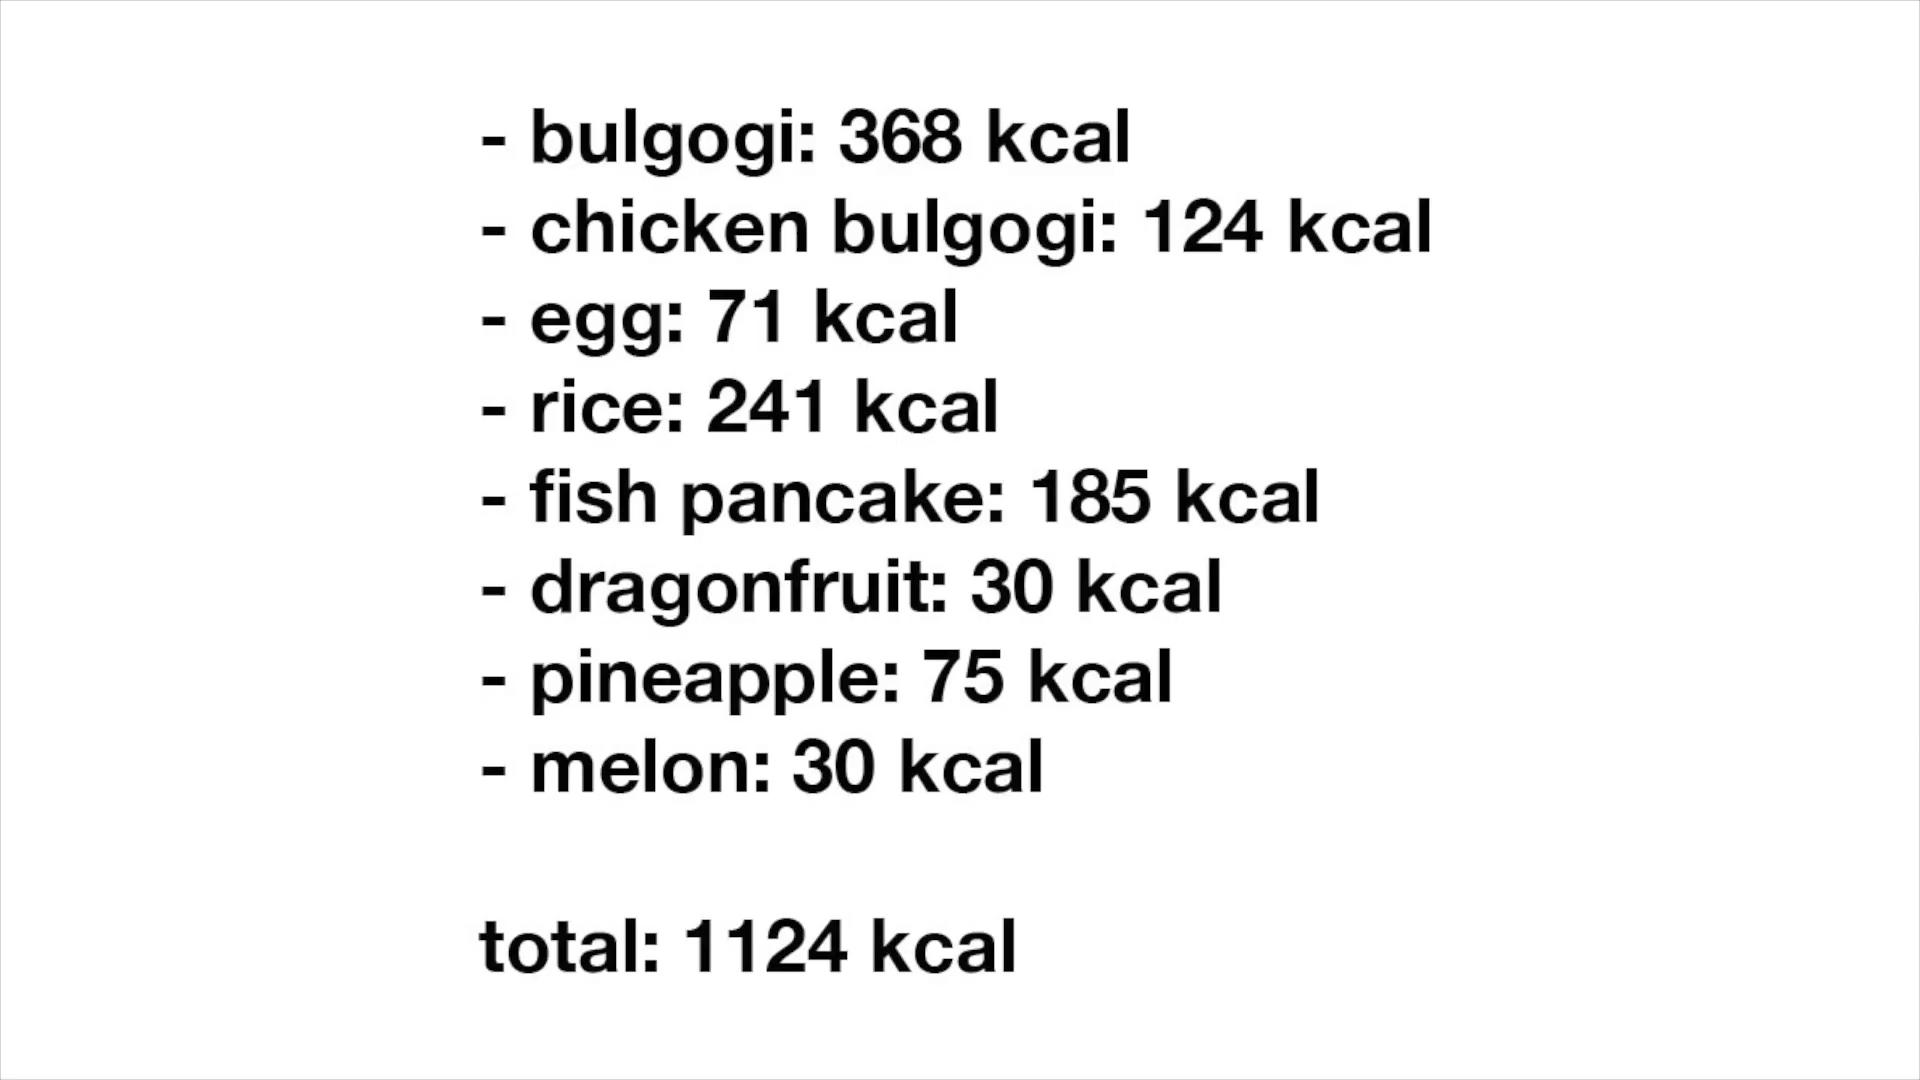 - bulgogi: 368 kcal
- chicken bulgogi: 124 kcal
- egg: 71 kcal
- rice: 241 kcal
- fish pancake: 185 kcal
- dragonfruit: 30 kcal
- pineapple: 75 kcal
- melon: 30 kcal
total: 1124 kcal